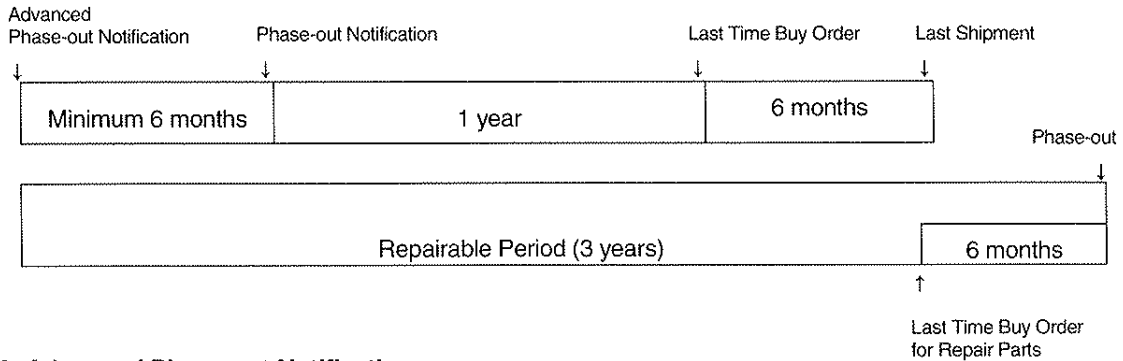 Advanced
Phase-out Notification
Phase-out Notification
Last Time Buy Order
Last Shipment
Minimum 6 months
1 year
6 months
Phase-out
Repairable Period (3 years)
6 months
Last Time Buy Order
for Repair Parts